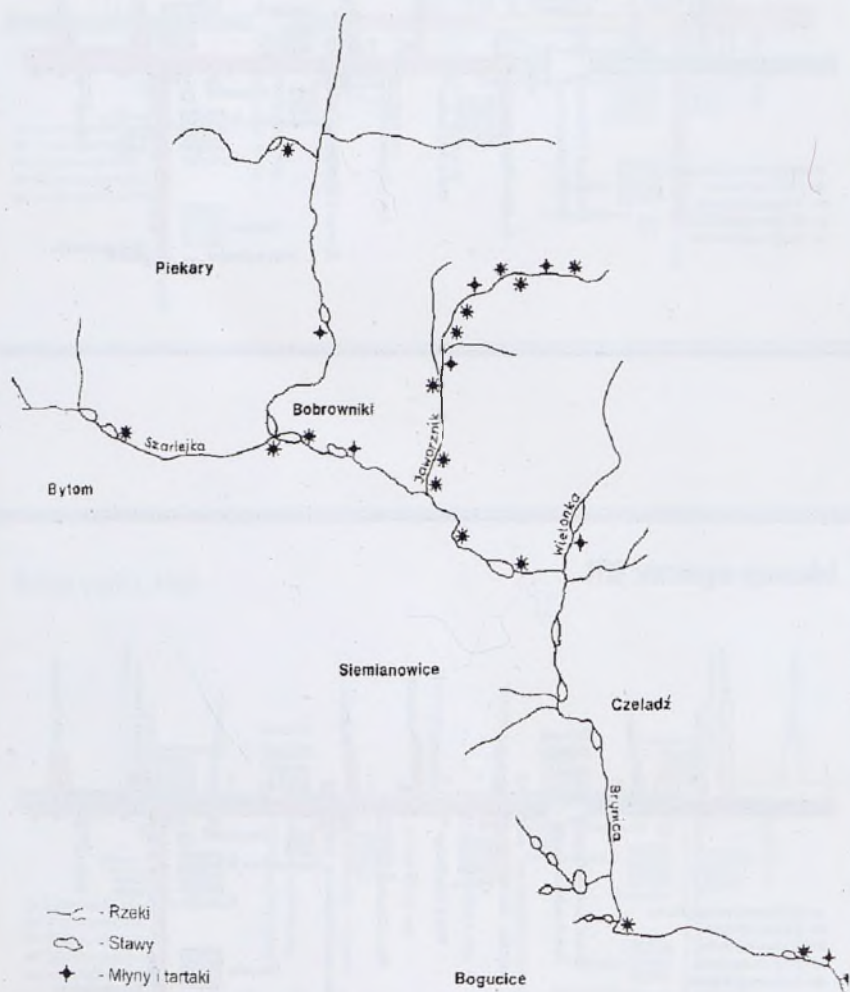 Piekary
Bobrowniki
Szarlejka
Bytom
Jaworznik
Wielonka
Siemianowice
Czeladź
Brynica
- Rzeki
- Stawy
- Młyny i tartaki
Bogucice